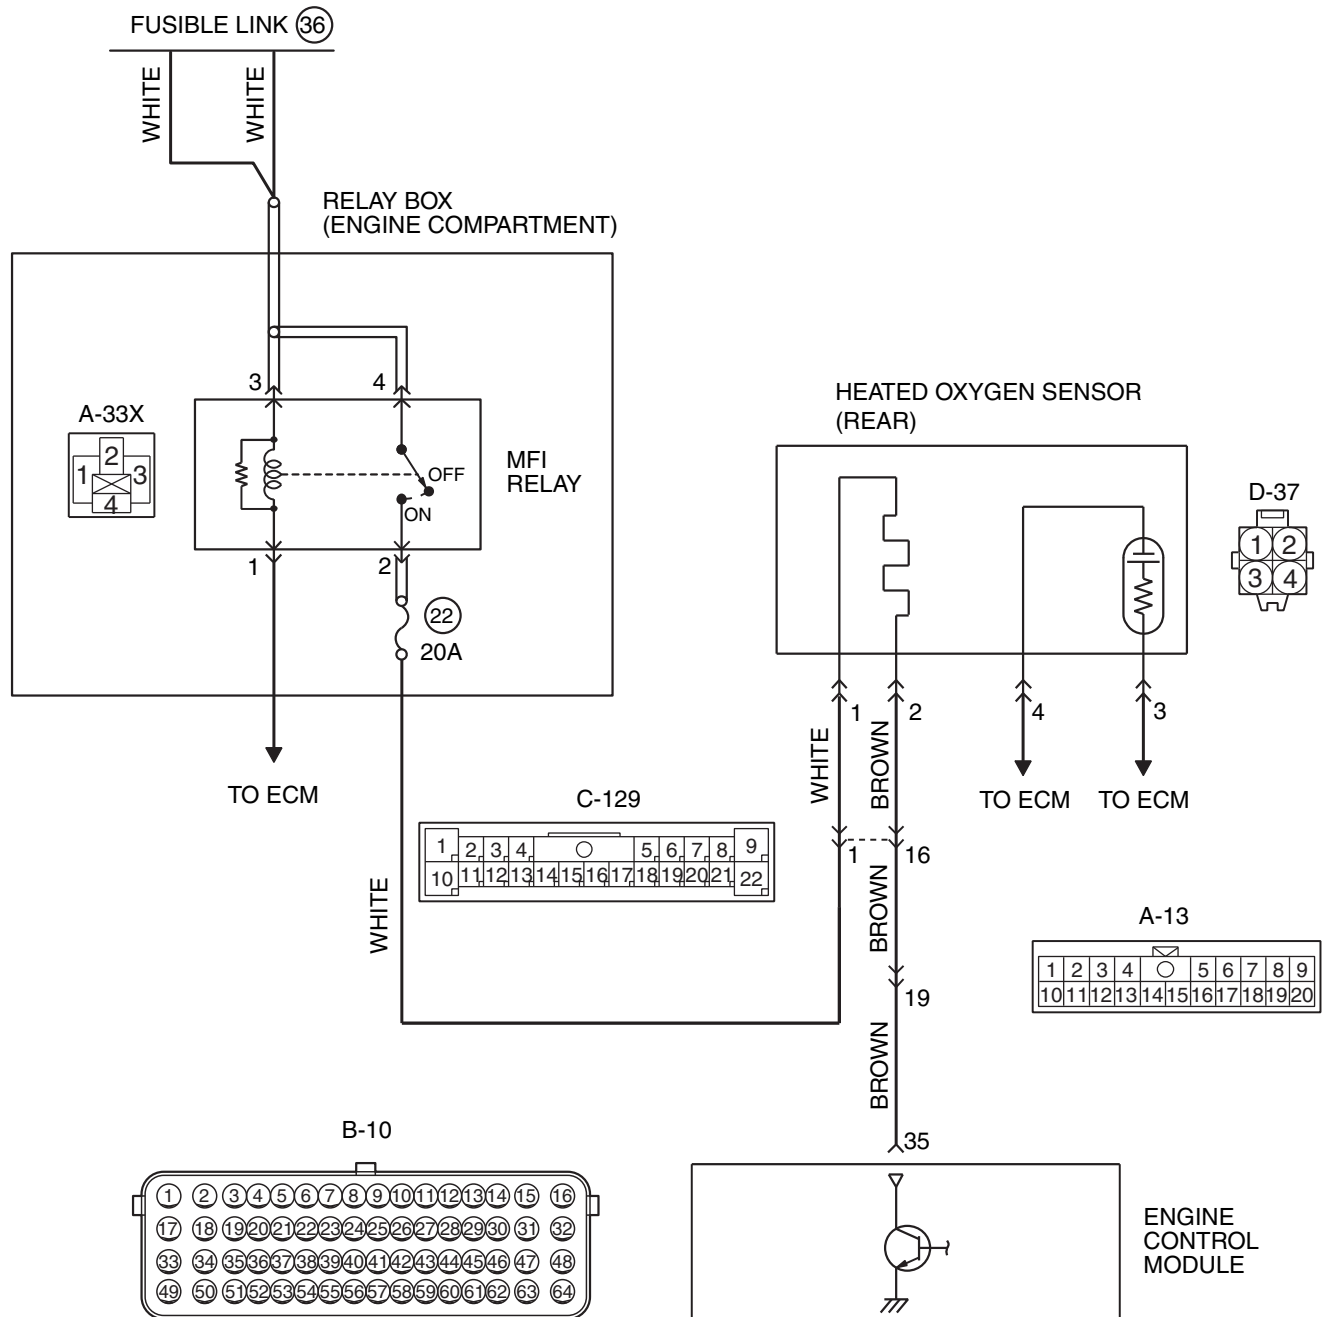 FUSIBLE LINK 36
WHITE
WHITE
RELAY BOX
(ENGINE COMPARTMENT)
3
4
A-33X
2
1 3
4
OFF
ON
MFI
RELAY
1
2
22
20A
TO ECM
HEATED OXYGEN SENSOR
(REAR)
D-37
1 2
3 4
1
2
4
3
WHITE
BROWN
TO ECM
TO ECM
C-129
1 2 3 4 5 6 7 8 9
10 11 12 13 14 15 16 17 18 19 20 21 22
1
16
WHITE
BROWN
A-13
1 2 3 4 5 6 7 8 9
10 11 12 13 14 15 16 17 18 19 20
19
BROWN
35
B-10
1 2 3 4 5 6 7 8 9 10 11 12 13 14 15 16
17 18 19 20 21 22 23 24 25 26 27 28 29 30 31 32
33 34 35 36 37 38 39 40 41 42 43 44 45 46 47 48
49 50 51 52 53 54 55 56 57 58 59 60 61 62 63 64
ENGINE
CONTROL
MODULE